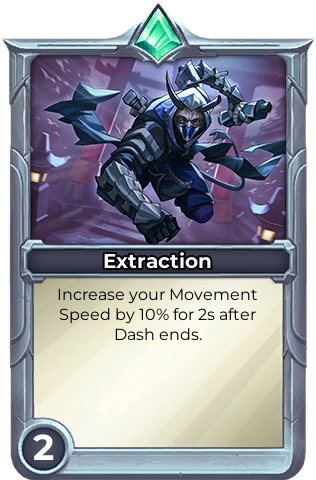 Extraction
Increase your Movement
Speed by 10% for 2s after
Dash ends.
2